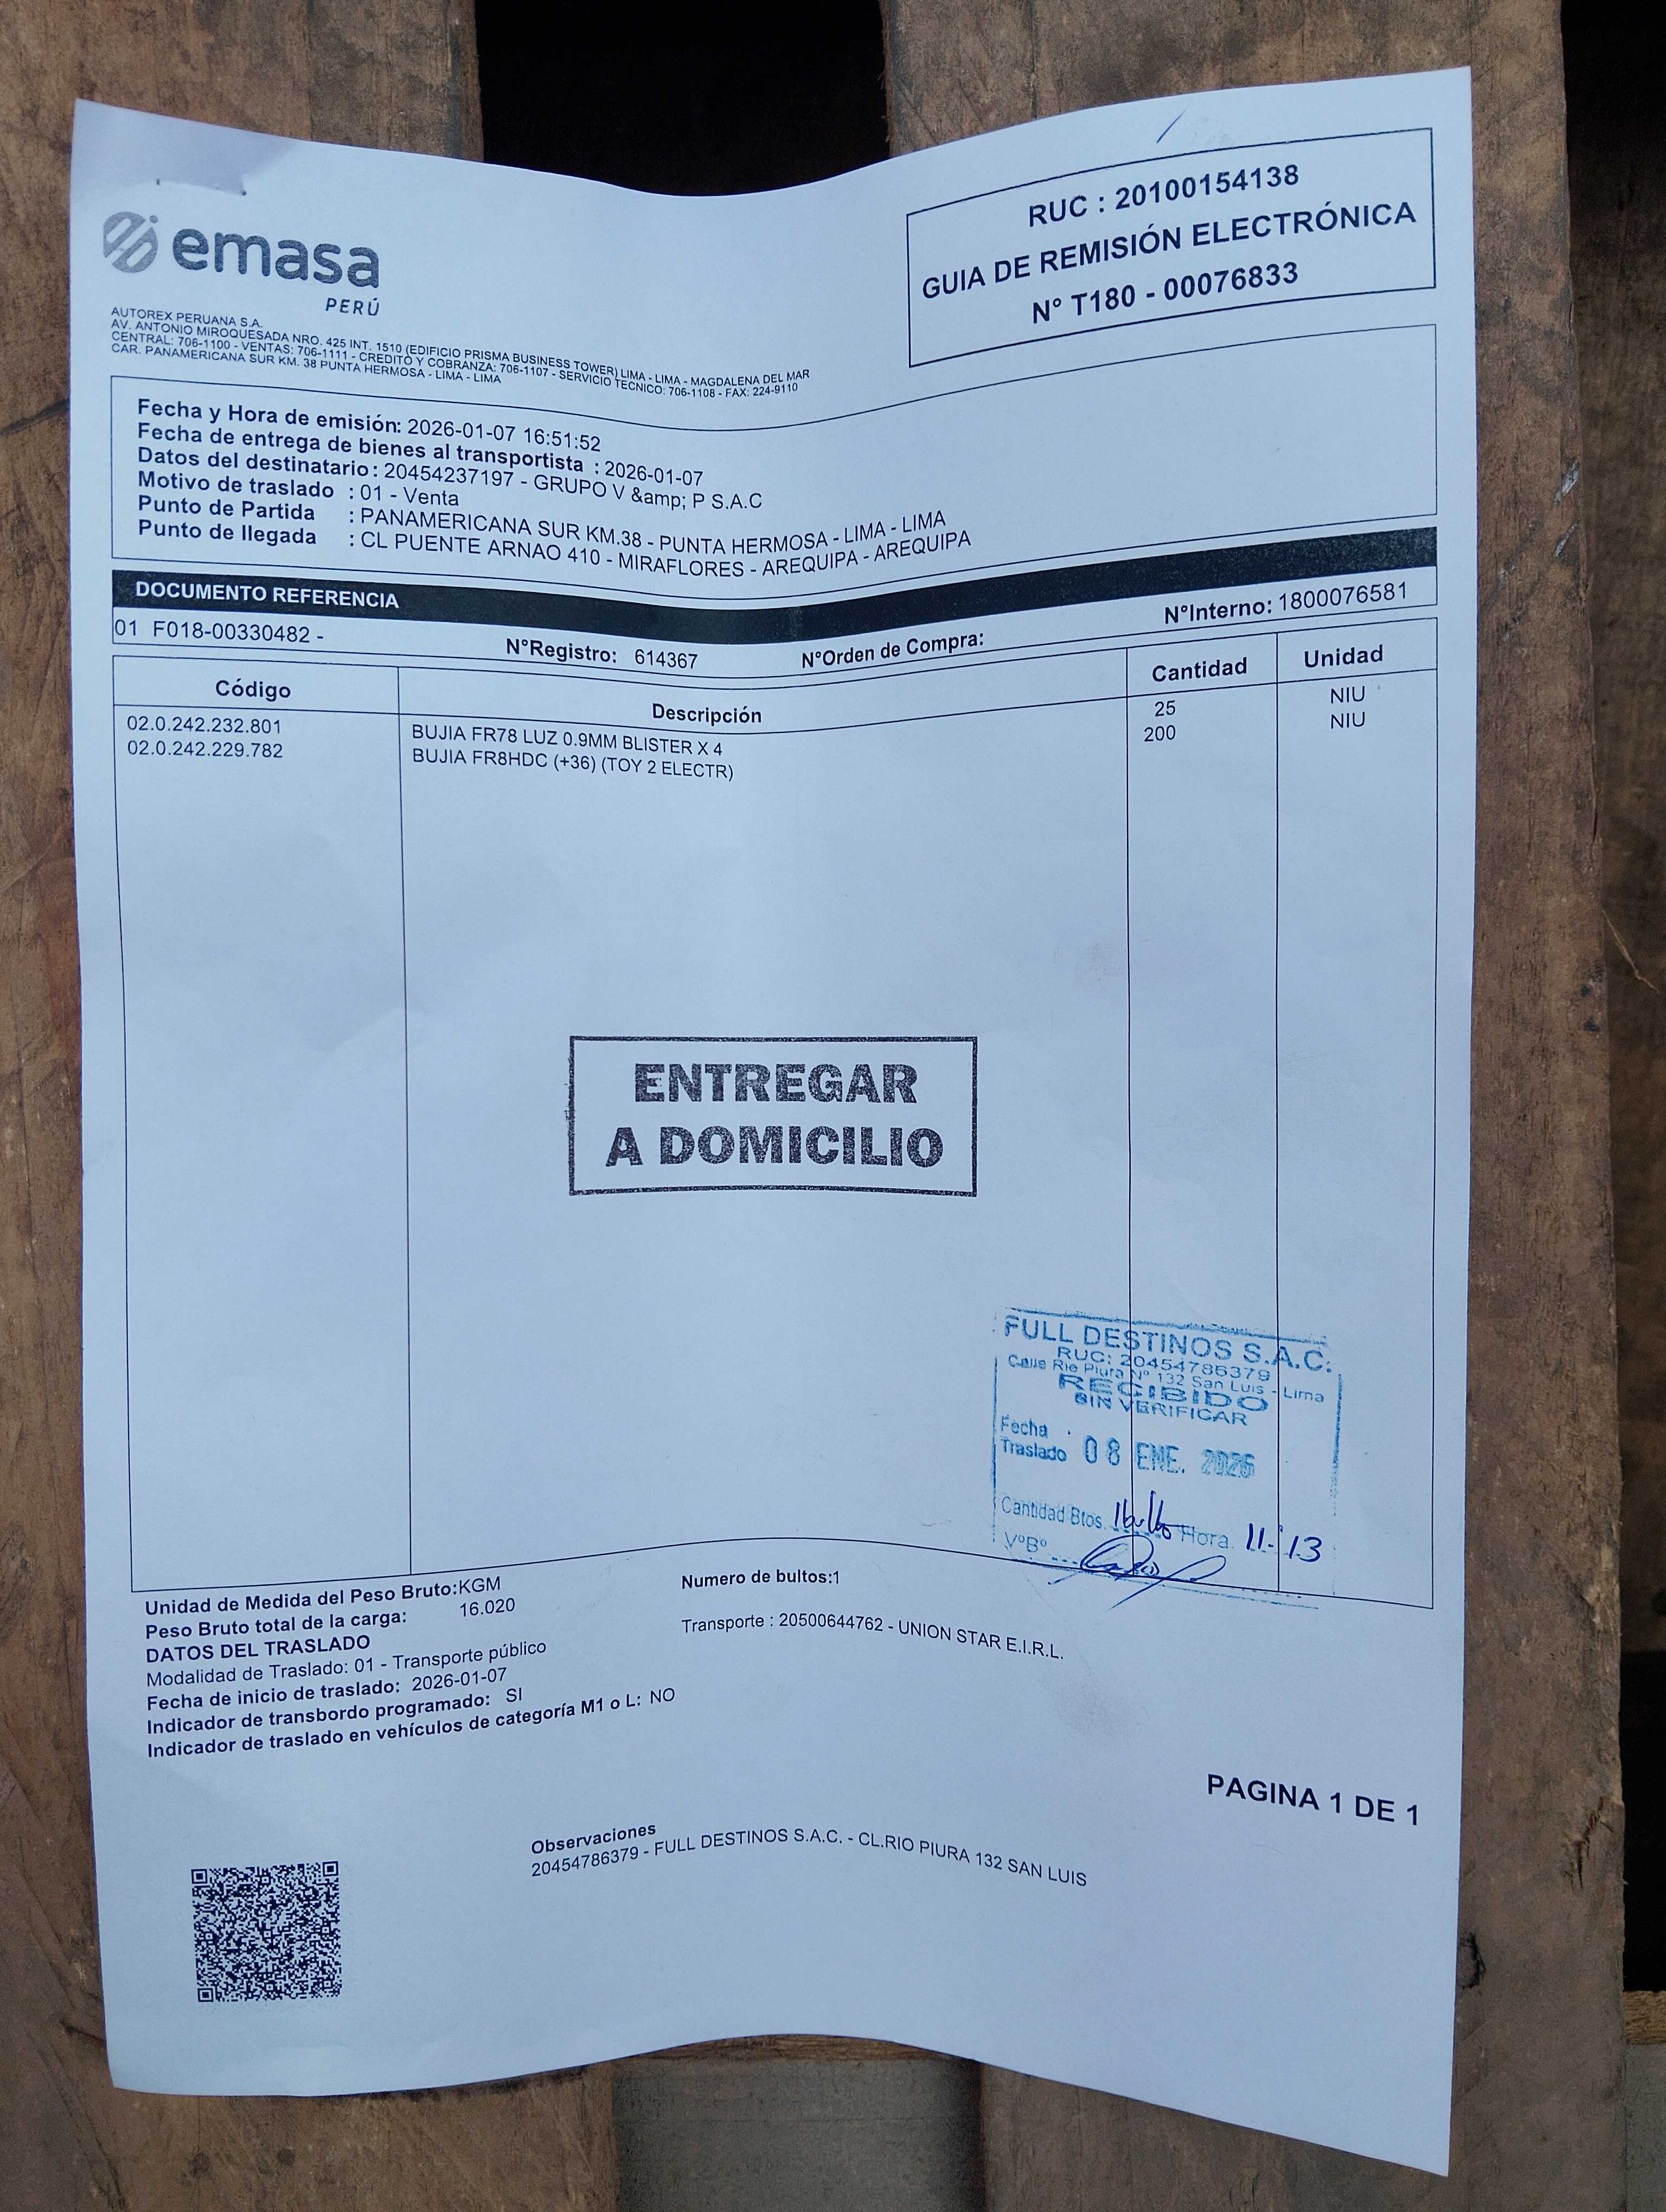 emasa
PERÚ
AUTOREX PERUANA S.A.
AV. ANTONIO MIROQUESADA NRO. 425 INT. 1510 (EDIFICIO PRISMA BUSINESS TOWER) LIMA - LIMA - MAGDALENA DEL MAR
CENTRAL: 706-1100 - VENTAS: 706-1111 - CREDITO Y COBRANZA: 706-1107 - SERVICIO TECNICO: 706-1108 - FAX: 224-9110
CAR. PANAMERICANA SUR KM. 38 PUNTA HERMOSA - LIMA - LIMA
RUC : 20100154138
GUIA DE REMISIÓN ELECTRÓNICA
N° T180 - 00076833
Fecha y Hora de emisión: 2026-01-07 16:51:52
Fecha de entrega de bienes al transportista : 2026-01-07
Datos del destinatario : 20454237197 - GRUPO V &amp; P S.A.C
Motivo de traslado : 01 - Venta
Punto de Partida : PANAMERICANA SUR KM.38 - PUNTA HERMOSA - LIMA - LIMA
Punto de llegada : CL PUENTE ARNAO 410 - MIRAFLORES - AREQUIPA - AREQUIPA
DOCUMENTO REFERENCIA
01 F018-00330482 - N°Registro: 614367 N°Orden de Compra: N°Interno: 1800076581
Código Descripción Cantidad Unidad
02.0.242.232.801 BUJIA FR78 LUZ 0.9MM BLISTER X 4 25 NIU
02.0.242.229.782 BUJIA FR8HDC (+36) (TOY 2 ELECTR) 200 NIU
ENTREGAR
A DOMICILIO
FULL DESTINOS S.A.C.
RUC: 20454786379
Calle Rio Piura N° 132 San Luis - Lima
RECIBIDO
SIN VERIFICAR
Fecha
Traslado 08 ENE. 2026
Cantidad Btos. 1 bulto Hora 11:13
V°B°
Unidad de Medida del Peso Bruto:KGM
Peso Bruto total de la carga: 16.020
Numero de bultos:1
DATOS DEL TRASLADO
Transporte : 20500644762 - UNION STAR E.I.R.L.
Modalidad de Traslado: 01 - Transporte público
Fecha de inicio de traslado: 2026-01-07
Indicador de transbordo programado: SI
Indicador de traslado en vehículos de categoría M1 o L: NO
PAGINA 1 DE 1
Observaciones
20454786379 - FULL DESTINOS S.A.C. - CL.RIO PIURA 132 SAN LUIS